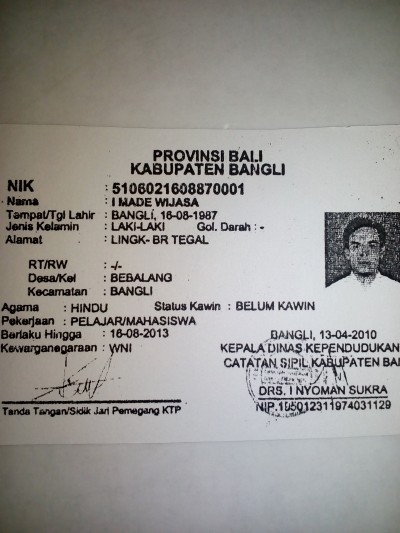 PROVINSI BALI
KABUPATEN BANGLI
NIK : 5106021608870001
Nama : I MADE WIJASA
Tempat/Tgl Lahir : BANGLI, 16-08-1987
Jenis Kelamin : LAKI-LAKI Gol. Darah : -
Alamat : LINGK- BR TEGAL
RT/RW : -/-
Desa/Kel : BEBALANG
Kecamatan : BANGLI
Agama : HINDU Status Kawin : BELUM KAWIN
Pekerjaan : PELAJAR/MAHASISWA
Berlaku Hingga : 16-08-2013
Kewarganegaraan : WNI
BANGLI, 13-04-2010
KEPALA DINAS KEPENDUDUKAN
CATATAN SIPIL KABUPATEN BA
DRS. I NYOMAN SUKRA
NIP.195012311974031129
Tanda Tangan/Sidik Jari Pemegang KTP